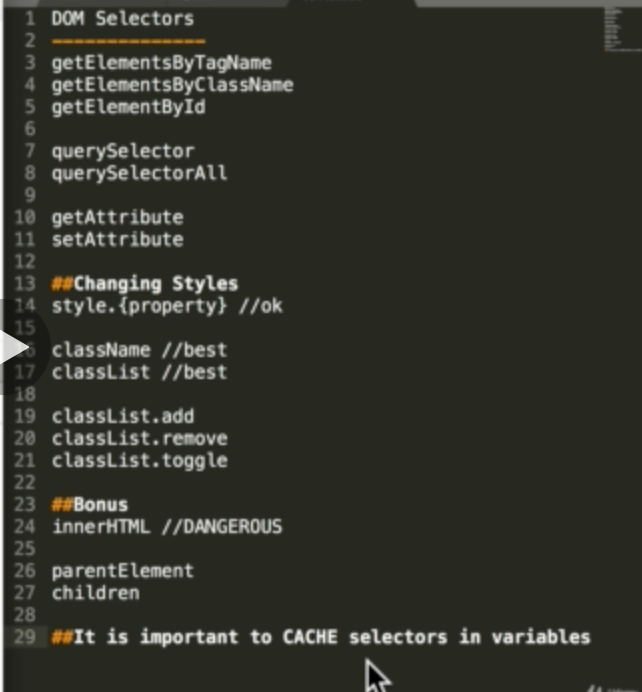 1 DOM Selectors
2 --------------
3 getElementsByTagName
4 getElementsByClassName
5 getElementById
6
7 querySelector
8 querySelectorAll
9
10 getAttribute
11 setAttribute
12
13 ##Changing Styles
14 style.{property} //ok
15
16 className //best
17 classList //best
18
19 classList.add
20 classList.remove
21 classList.toggle
22
23 ##Bonus
24 innerHTML //DANGEROUS
25
26 parentElement
27 children
28
29 ##It is important to CACHE selectors in variables